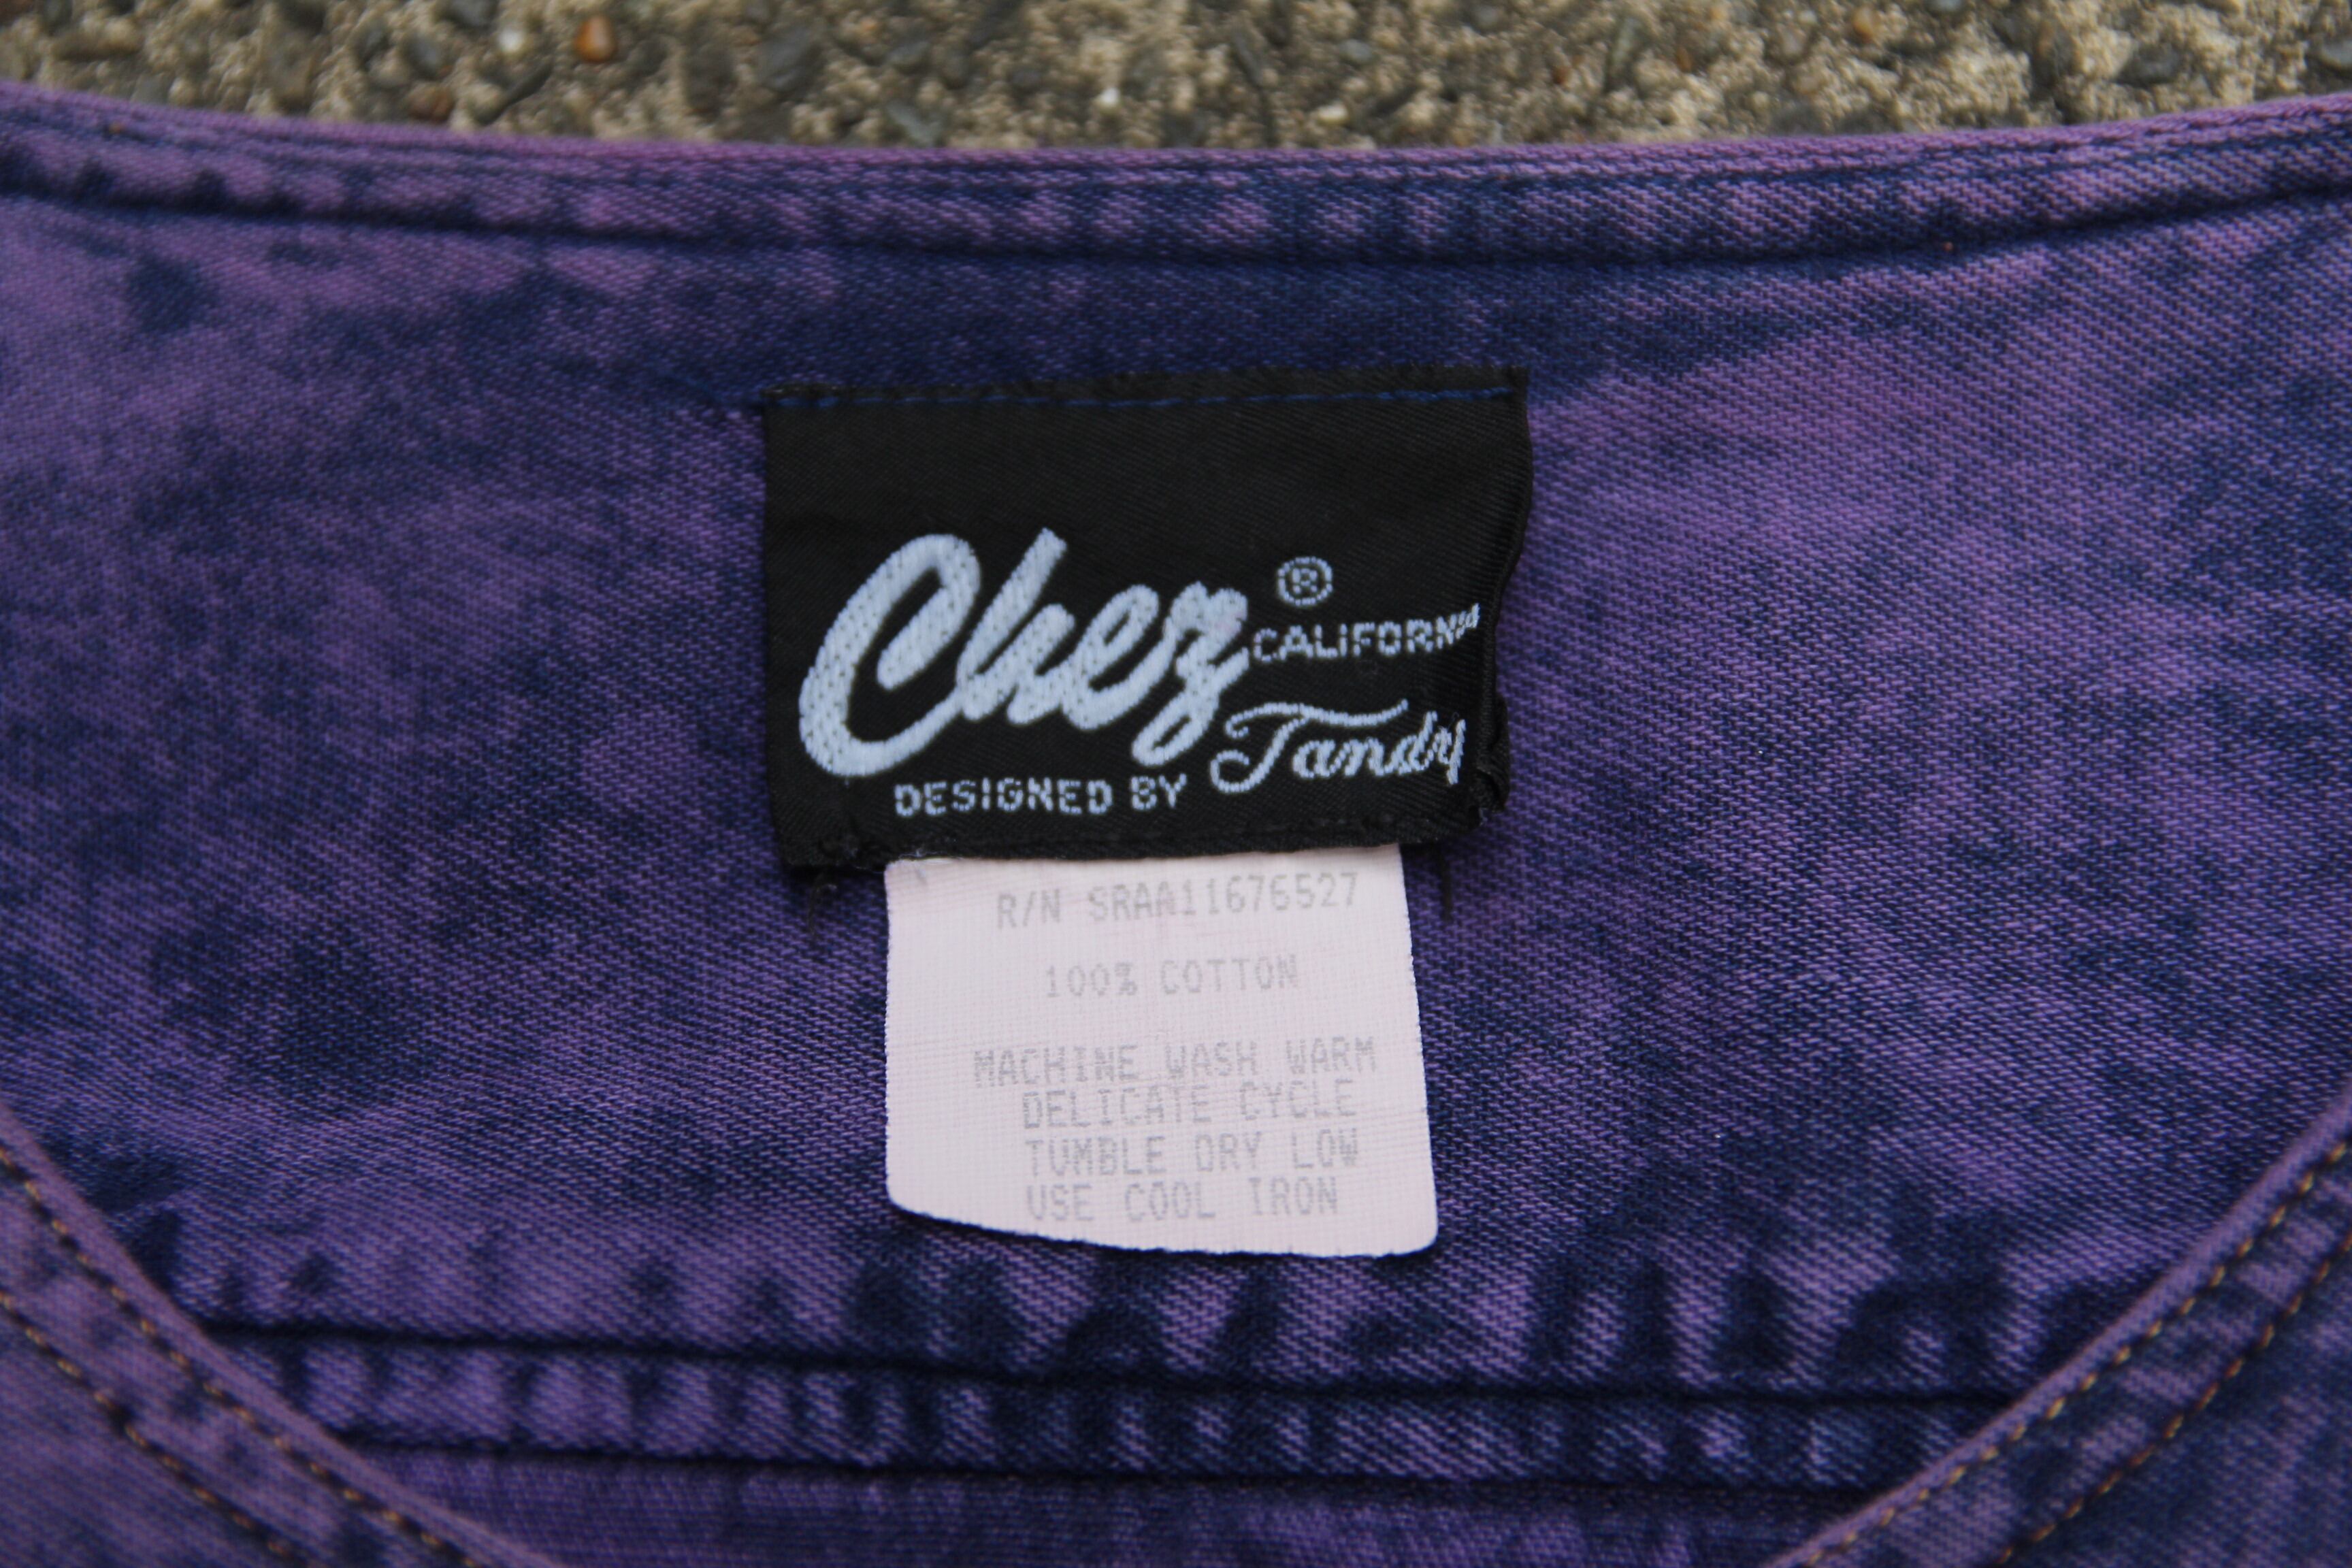 Chez ® CALIFORNIA
DESIGNED BY Tandy
R/N SRAA11676527
100% COTTON
MACHINE WASH WARM
DELICATE CYCLE
TUMBLE DRY LOW
USE COOL IRON